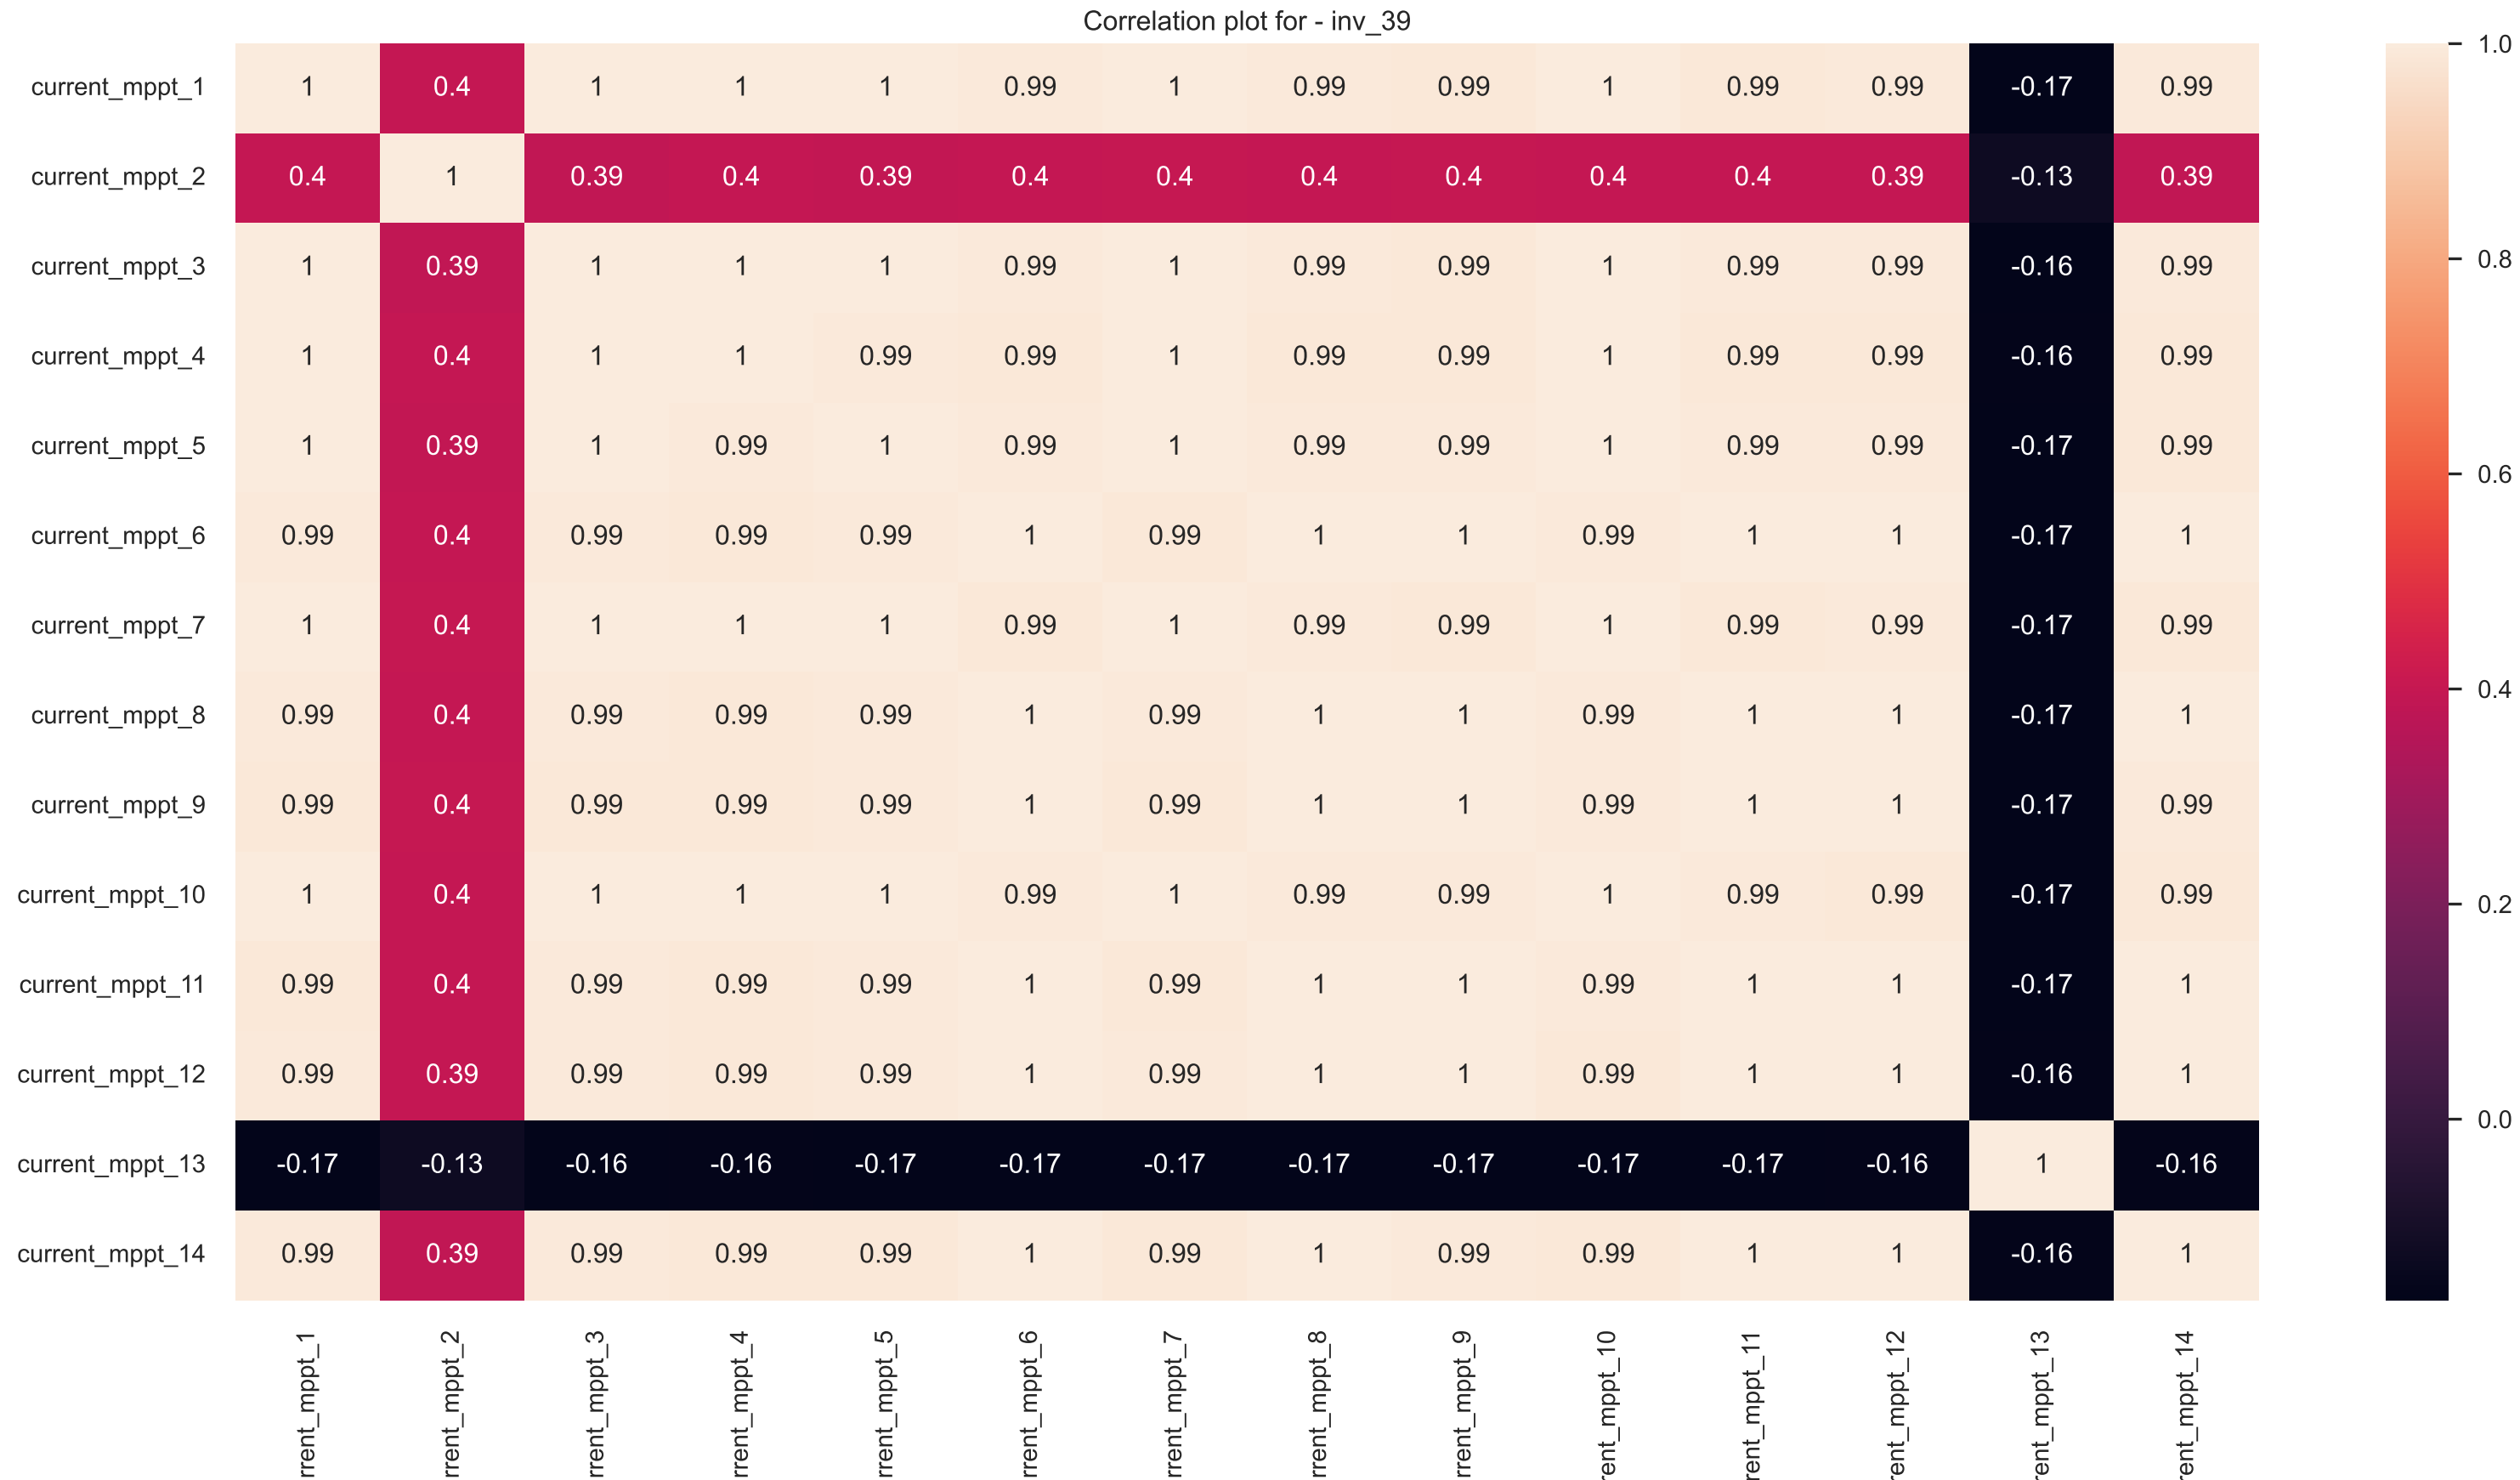 Correlation plot for - inv_39
current_mppt_1 1 0.4 1 1 1 0.99 1 0.99 0.99 1 0.99 0.99 -0.17 0.99
current_mppt_2 0.4 1 0.39 0.4 0.39 0.4 0.4 0.4 0.4 0.4 0.4 0.39 -0.13 0.39
current_mppt_3 1 0.39 1 1 1 0.99 1 0.99 0.99 1 0.99 0.99 -0.16 0.99
current_mppt_4 1 0.4 1 1 0.99 0.99 1 0.99 0.99 1 0.99 0.99 -0.16 0.99
current_mppt_5 1 0.39 1 0.99 1 0.99 1 0.99 0.99 1 0.99 0.99 -0.17 0.99
current_mppt_6 0.99 0.4 0.99 0.99 0.99 1 0.99 1 1 0.99 1 1 -0.17 1
current_mppt_7 1 0.4 1 1 1 0.99 1 0.99 0.99 1 0.99 0.99 -0.17 0.99
current_mppt_8 0.99 0.4 0.99 0.99 0.99 1 0.99 1 1 0.99 1 1 -0.17 1
current_mppt_9 0.99 0.4 0.99 0.99 0.99 1 0.99 1 1 0.99 1 1 -0.17 0.99
current_mppt_10 1 0.4 1 1 1 0.99 1 0.99 0.99 1 0.99 0.99 -0.17 0.99
current_mppt_11 0.99 0.4 0.99 0.99 0.99 1 0.99 1 1 0.99 1 1 -0.17 1
current_mppt_12 0.99 0.39 0.99 0.99 0.99 1 0.99 1 1 0.99 1 1 -0.16 1
current_mppt_13 -0.17 -0.13 -0.16 -0.16 -0.17 -0.17 -0.17 -0.17 -0.17 -0.17 -0.17 -0.16 1 -0.16
current_mppt_14 0.99 0.39 0.99 0.99 0.99 1 0.99 1 0.99 0.99 1 1 -0.16 1
rrent_mppt_1
rrent_mppt_2
rrent_mppt_3
rrent_mppt_4
rrent_mppt_5
rrent_mppt_6
rrent_mppt_7
rrent_mppt_8
rrent_mppt_9
rent_mppt_10
rent_mppt_11
rent_mppt_12
rent_mppt_13
rent_mppt_14
1.0
0.8
0.6
0.4
0.2
0.0